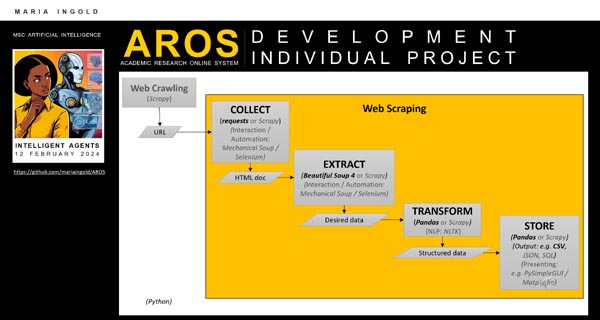 MARIA INGOLD
MSC ARTIFICIAL INTELLIGENCE
INTELLIGENT AGENTS
12 FEBRUARY 2024
https://github.com/mariaingold/AROS
AROS
ACADEMIC RESEARCH ONLINE SYSTEM
DEVELOPMENT
INDIVIDUAL PROJECT
Web Crawling
(Scrapy)
URL
Web Scraping
COLLECT
(requests or Scrapy)
(Interaction /
Automation:
Mechanical Soup /
Selenium)
HTML doc
EXTRACT
(Beautiful Soup 4 or Scrapy)
(Interaction / Automation:
Mechanical Soup / Selenium)
Desired data
TRANSFORM
(Pandas or Scrapy)
(NLP: NLTK)
Structured data
STORE
(Pandas or Scrapy)
(Output: e.g. CSV,
JSON, SQL)
(Presenting:
e.g. PySimpleGUI /
Matplotlib)
(Python)